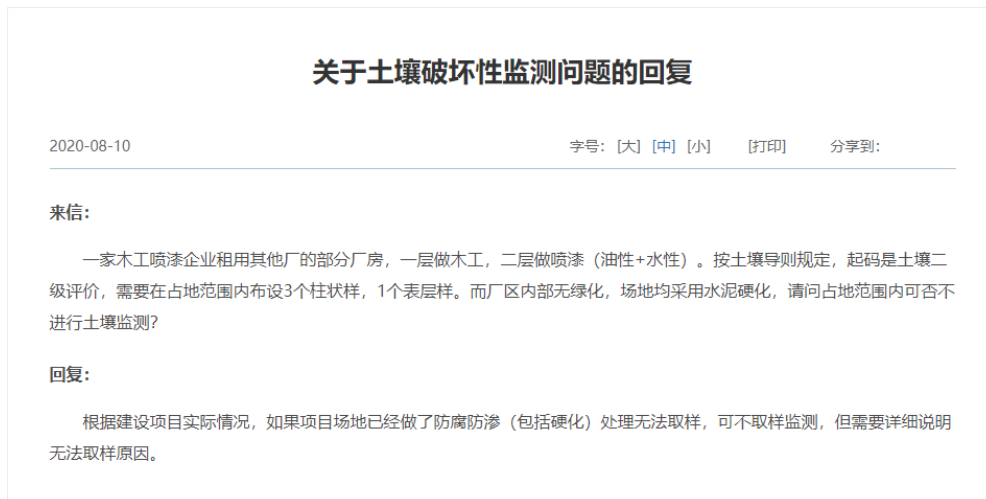 关于土壤破坏性监测问题的回复
2020-08-10 字号： [大] [中] [小] [打印] 分享到：
来信：
一家木工喷漆企业租用其他厂的部分厂房，一层做木工，二层做喷漆（油性+水性）。按土壤导则规定，起码是土壤二
级评价，需要在占地范围内布设3个柱状样，1个表层样。而厂区内部无绿化，场地均采用水泥硬化，请问占地范围内可否不
进行土壤监测？
回复：
根据建设项目实际情况，如果项目场地已经做了防腐防渗（包括硬化）处理无法取样，可不取样监测，但需要详细说明
无法取样原因。